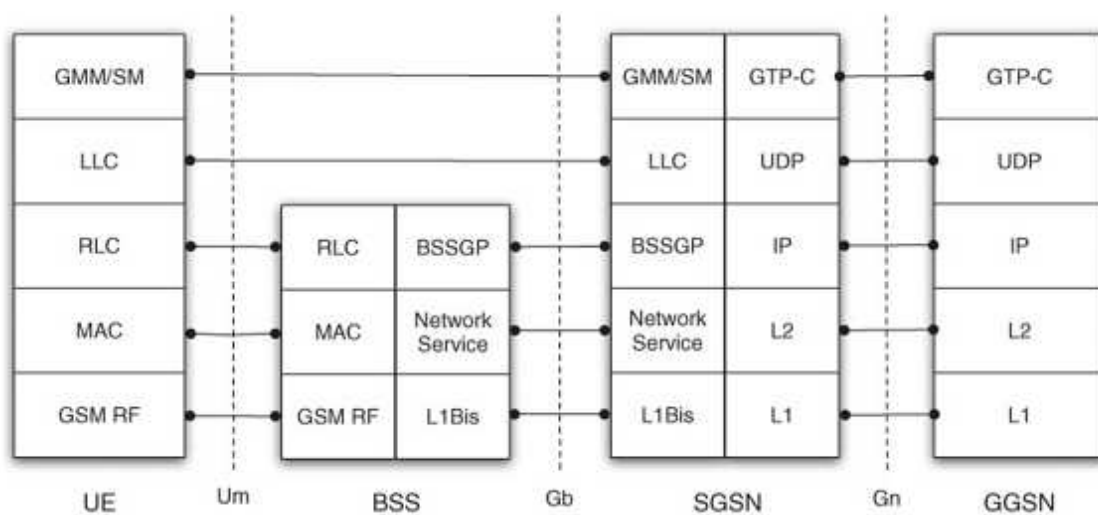 GMM/SM
GMM/SM
GTP-C
GTP-C
LLC
LLC
UDP
UDP
RLC
RLC
BSSGP
BSSGP
IP
IP
MAC
MAC
Network
Service
Network
Service
L2
L2
GSM RF
GSM RF
L1Bis
L1Bis
L1
L1
UE
Um
BSS
Gb
SGSN
Gn
GGSN